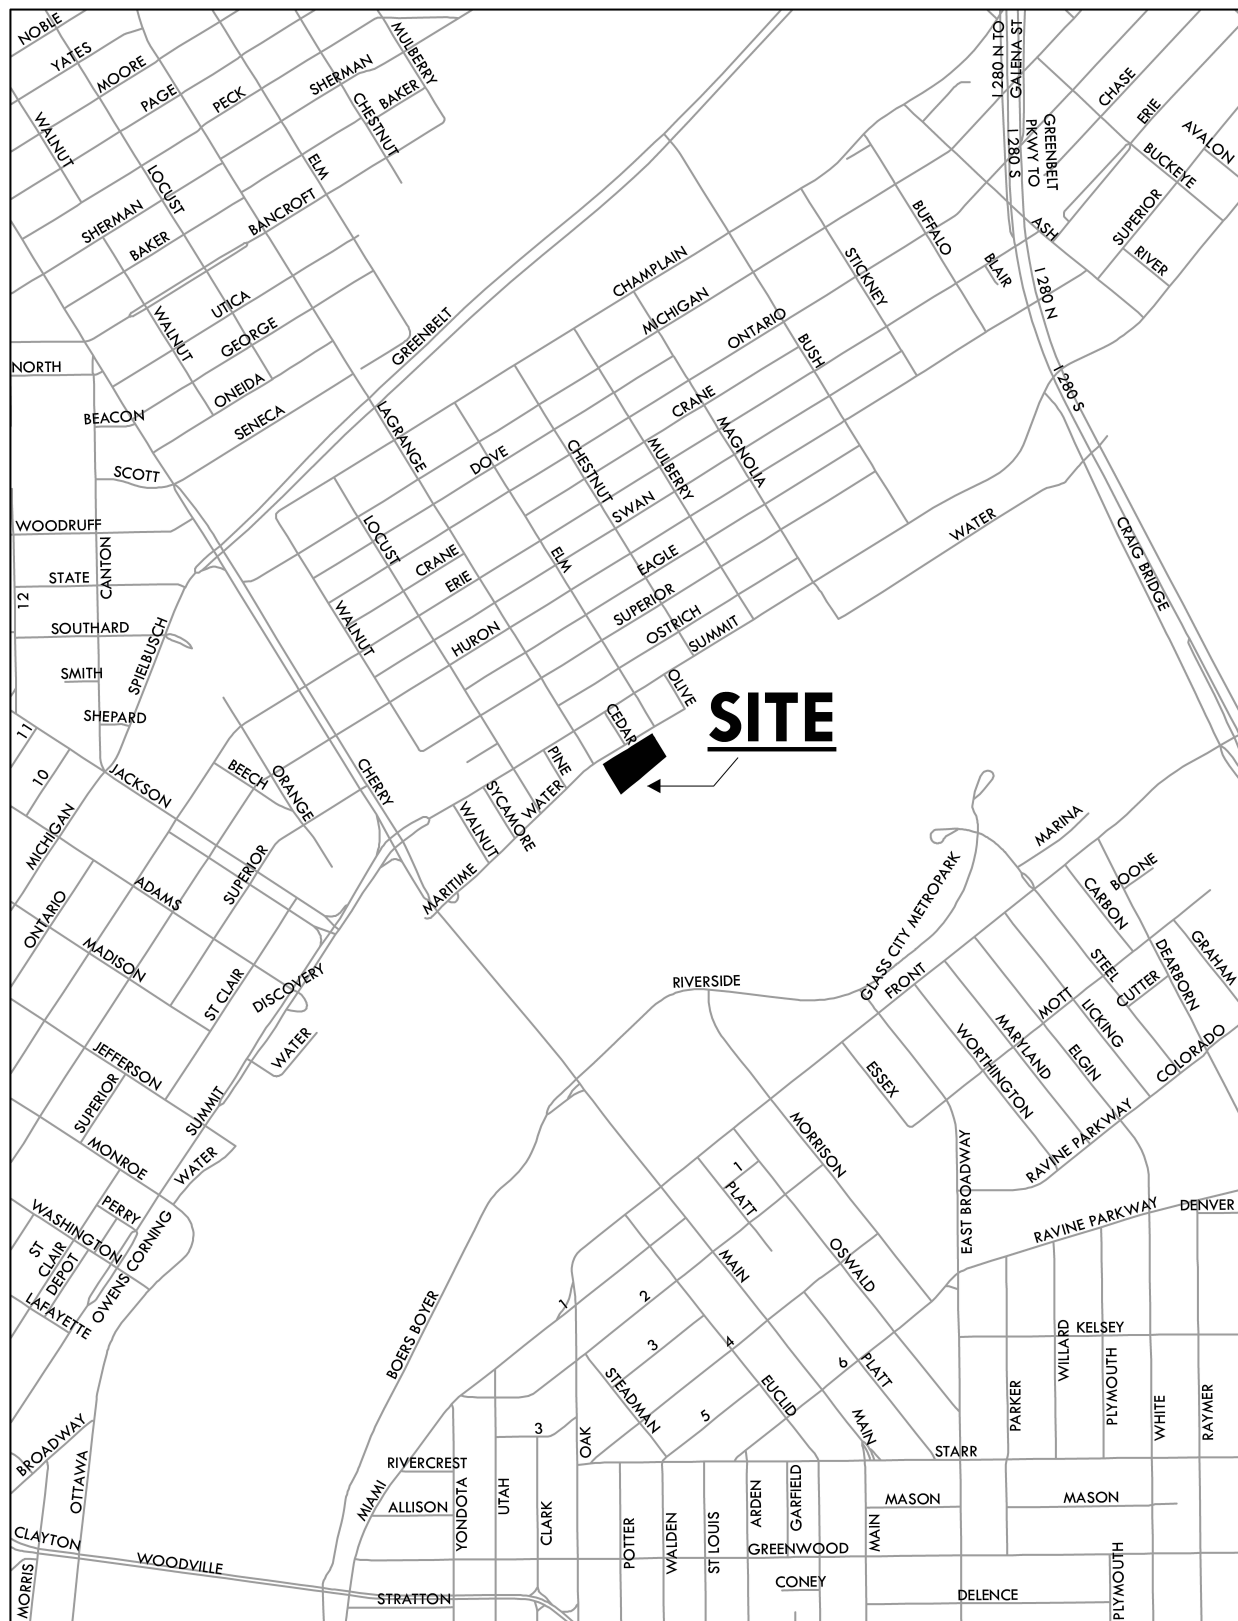 NOBLE
YATES
MOORE
PAGE
PECK
SHERMAN
MULBERRY
BAKER
CHESTNUT
WALNUT
LOCUST
ELM
SHERMAN
BAKER
BANCROFT
UTICA
WALNUT
GEORGE
ONEIDA
SENECA
GREENBELT
NORTH
BEACON
SCOTT
WOODRUFF
STATE
CANTON
12
SOUTHARD
SPIELBUSCH
SMITH
SHEPARD
I 280 N TO
GALENA ST
I 280 S
GREENBELT
PKWY TO
CHASE
ERIE
AVALON
BUCKEYE
SUPERIOR
RIVER
ASH
BUFFALO
BLAIR
STICKNEY
I 280 N
I 280 S
CHAMPLAIN
MICHIGAN
ONTARIO
BUSH
CRANE
MAGNOLIA
LAGRANGE
DOVE
CHESTNUT
MULBERRY
SWAN
LOCUST
CRANE
ERIE
ELM
EAGLE
SUPERIOR
OSTRICH
SUMMIT
WALNUT
HURON
WATER
CRAIG BRIDGE
OLIVE
CEDAR
SITE
PINE
WATER
SYCAMORE
WALNUT
MARITIME
CHERRY
ORANGE
BEECH
11
10
JACKSON
MICHIGAN
ADAMS
SUPERIOR
ONTARIO
MADISON
ST CLAIR
DISCOVERY
WATER
JEFFERSON
SUPERIOR
SUMMIT
MONROE
WATER
PERRY
WASHINGTON
ST
CLAIR
DEPOT
OWENS CORNING
LAFAYETTE
BROADWAY
OTTAWA
CLAYTON
MORRIS
WOODVILLE
MARINA
BOONE
CARBON
GLASS CITY METROPARK
FRONT
STEEL
CUTTER
DEARBORN
GRAHAM
RIVERSIDE
MOTT
LICKING
MARYLAND
WORTHINGTON
ELGIN
COLORADO
ESSEX
RAVINE PARKWAY
EAST BROADWAY
MORRISON
1
PLATT
RAVINE PARKWAY
DENVER
MAIN
OSWALD
1
2
3
4
BOERS BOYER
KELSEY
WILLARD
PLYMOUTH
PARKER
WHITE
RAYMER
6
PLATT
STEADMAN
EUCLID
5
MAIN
3
OAK
STARR
RIVERCREST
MIAMI
ALLISON
YONDOTA
UTAH
CLARK
POTTER
WALDEN
ST LOUIS
ARDEN
GARFIELD
MAIN
MASON
MASON
GREENWOOD
CONEY
STRATTON
DELENCE
PLYMOUTH